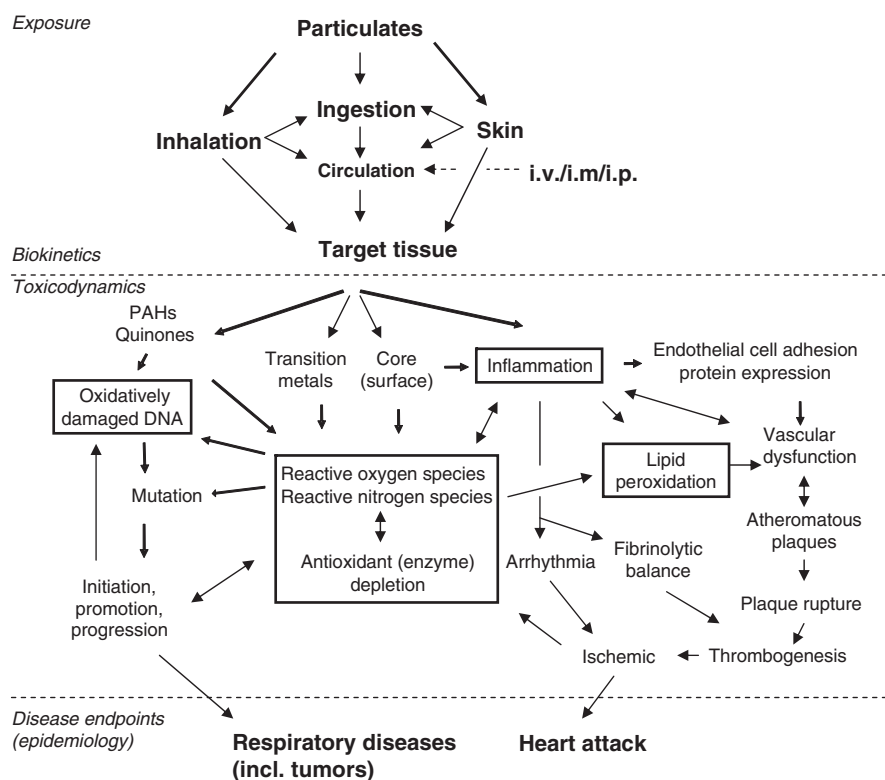 Exposure
Particulates
Ingestion
Inhalation
Skin
Circulation
i.v./i.m/i.p.
Target tissue
Biokinetics
Toxicodynamics
PAHs
Quinones
Transition
metals
Core
(surface)
Inflammation
Endothelial cell adhesion
protein expression
Oxidatively
damaged DNA
Vascular
dysfunction
Lipid
peroxidation
Reactive oxygen species
Reactive nitrogen species
Mutation
Atheromatous
plaques
Antioxidant (enzyme)
depletion
Arrhythmia
Fibrinolytic
balance
Initiation,
promotion,
progression
Plaque rupture
Ischemic
Thrombogenesis
Disease endpoints
(epidemiology)
Respiratory diseases
(incl. tumors)
Heart attack